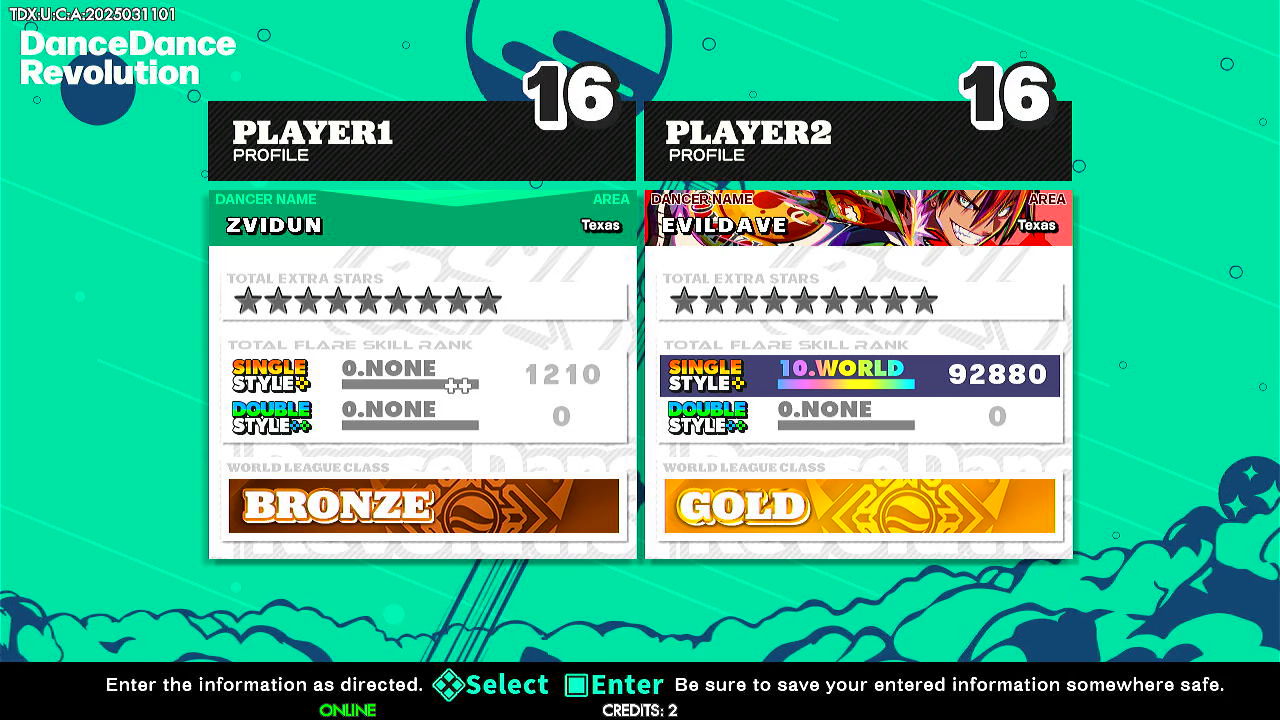 TDX:U:C:A:2025031101
DanceDance
Revolution
16
PLAYER1
PROFILE
16
PLAYER2
PROFILE
DANCER NAME
AREA
ZVIDUN
Texas
TOTAL EXTRA STARS
TOTAL FLARE SKILL RANK
SINGLE
STYLE
0.NONE
1210
DOUBLE
STYLE
0.NONE
0
WORLD LEAGUE CLASS
BRONZE
DANCER NAME
AREA
EVILDAVE
Texas
TOTAL EXTRA STARS
TOTAL FLARE SKILL RANK
SINGLE
STYLE
10.WORLD
92880
DOUBLE
STYLE
0.NONE
0
WORLD LEAGUE CLASS
GOLD
Enter the information as directed. Select Enter Be sure to save your entered information somewhere safe.
ONLINE
CREDITS: 2